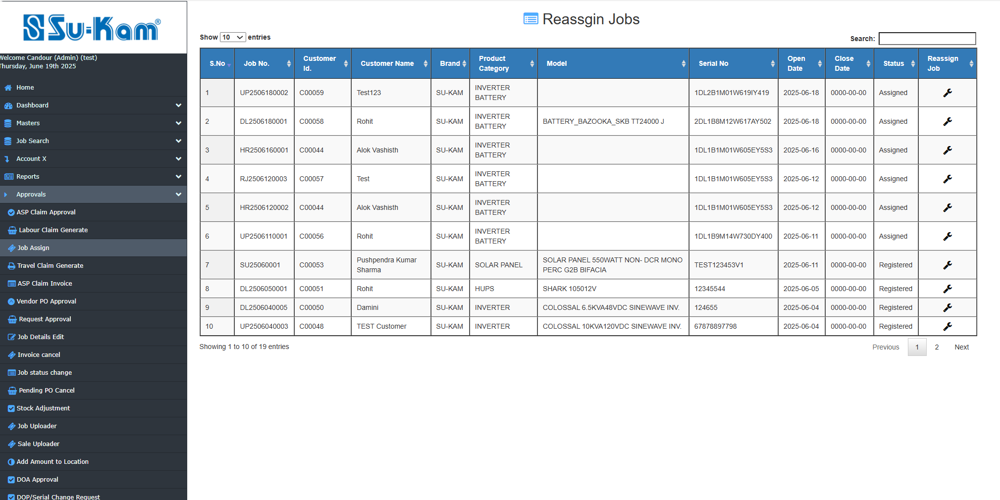 Su-Kam®
Welcome Candour (Admin) (test)
Thursday, June 19th 2025
Home
Dashboard
Masters
Job Search
Account X
Reports
Approvals
ASP Claim Approval
Labour Claim Generate
Job Assign
Travel Claim Generate
ASP Claim Invoice
Vendor PO Approval
Request Approval
Job Details Edit
Invoice cancel
Job status change
Pending PO Cancel
Stock Adjustment
Job Uploader
Sale Uploader
Add Amount to Location
DOA Approval
DOP/Serial Change Request
Reassgin Jobs
Show 10 entries
Search:
S.No Job No. Customer Id. Customer Name Brand Product Category Model Serial No Open Date Close Date Status Reassign Job
1 UP2506180002 C00059 Test123 SU-KAM INVERTER BATTERY 1DL2B1M01W619IY419 2025-06-18 0000-00-00 Assigned
2 DL2506180001 C00058 Rohit SU-KAM INVERTER BATTERY BATTERY_BAZOOKA_SKB TT24000 J 2DL1B8M12W617AY502 2025-06-18 0000-00-00 Assigned
3 HR2506160001 C00044 Alok Vashisth SU-KAM INVERTER BATTERY 1DL1B1M01W605EY5S3 2025-06-16 0000-00-00 Assigned
4 RJ2506120003 C00057 Test SU-KAM INVERTER BATTERY 1DL1B1M01W605EY5S3 2025-06-12 0000-00-00 Assigned
5 HR2506120002 C00044 Alok Vashisth SU-KAM INVERTER BATTERY 1DL1B1M01W605EY5S3 2025-06-12 0000-00-00 Assigned
6 UP2506110001 C00056 Rohit SU-KAM INVERTER BATTERY 1DL1B9M14W730DY400 2025-06-11 0000-00-00 Assigned
7 SU25060001 C00053 Pushpendra Kumar Sharma SU-KAM SOLAR PANEL SOLAR PANEL 550WATT NON- DCR MONO PERC G2B BIFACIA TEST123453V1 2025-06-11 0000-00-00 Registered
8 DL2506050001 C00051 Rohit SU-KAM HUPS SHARK 105012V 12345544 2025-06-05 0000-00-00 Registered
9 DL2506040005 C00050 Damini SU-KAM INVERTER COLOSSAL 6.5KVA48VDC SINEWAVE INV. 124655 2025-06-04 0000-00-00 Registered
10 UP2506040003 C00048 TEST Customer SU-KAM INVERTER COLOSSAL 10KVA120VDC SINEWAVE INV. 67878897798 2025-06-04 0000-00-00 Registered
Showing 1 to 10 of 19 entries
Previous 1 2 Next